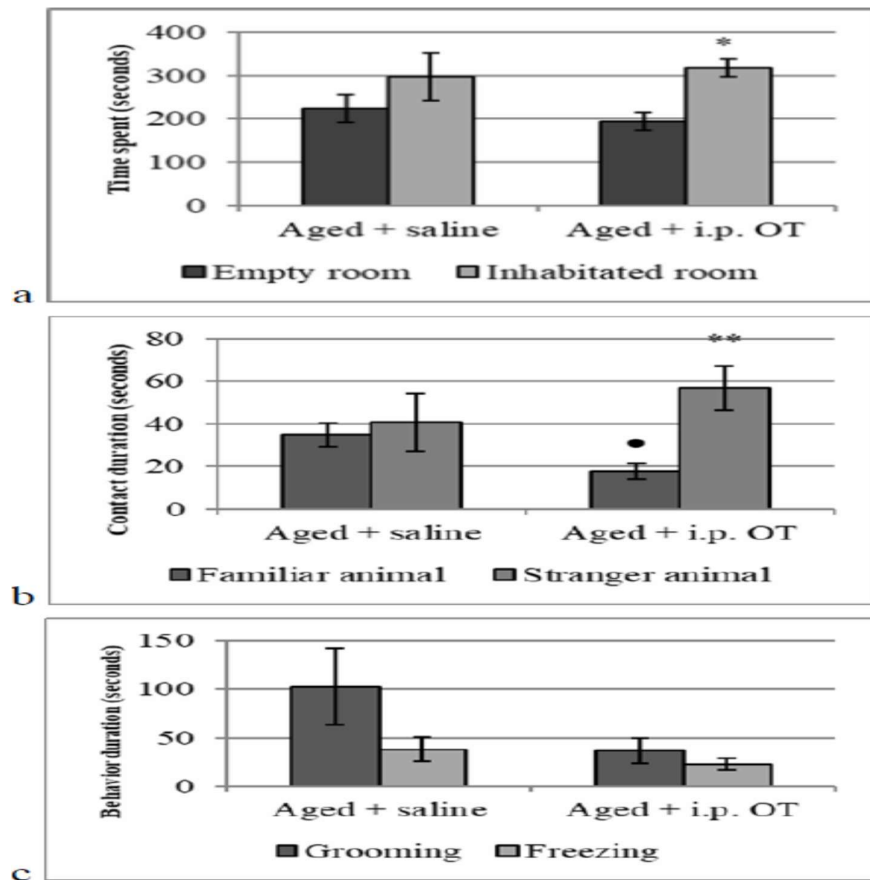 Time spent (seconds)
400
300
200
100
0
*
Aged + saline
Aged + i.p. OT
Empty room
Inhabitated room
a
Contact duration (seconds)
80
60
40
20
0
**
Aged + saline
Aged + i.p. OT
Familiar animal
Stranger animal
b
Behavior duration (seconds)
150
100
50
0
Aged + saline
Aged + i.p. OT
Grooming
Freezing
c